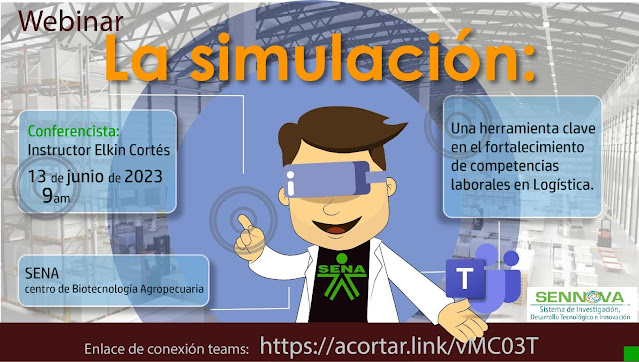 Webinar
La simulación:
Conferencista:
Instructor Elkin Cortés
13 de junio de 2023
9am
Una herramienta clave
en el fortalecimiento
de competencias
laborales en Logística.
SENA
centro de Biotecnología Agropecuaria
SENA
T
SENNOVA
Sistema de Investigación,
Desarrollo Tecnológico e Innovación
Enlace de conexión teams: https://acortar.link/vMC03T